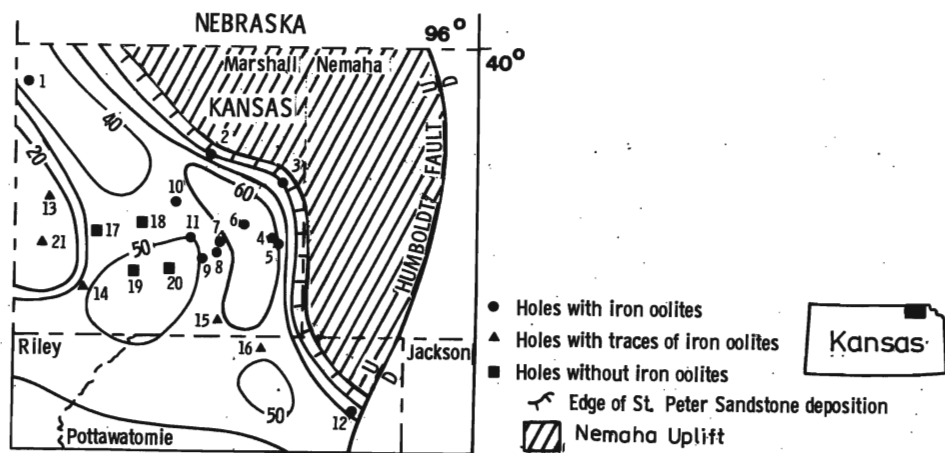 NEBRASKA
96°
40°
Marshall
Nemaha
KANSAS
U
D
HUMBOLDT FAULT
1
40
2
3
20
60
13
10
6
7
4
5
21
17
18
11
50
9
8
14
19
20
15
16
Riley
Jackson
U
D
50
12
Pottawatomie
Holes with iron oolites
Holes with traces of iron oolites
Holes without iron oolites
Edge of St. Peter Sandstone deposition
Nemaha Uplift
Kansas